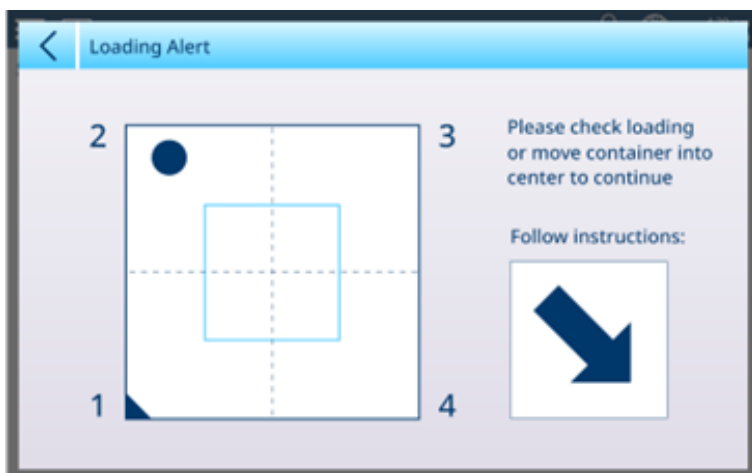 Loading Alert
2
3
Please check loading
or move container into
center to continue
Follow instructions:
1
4